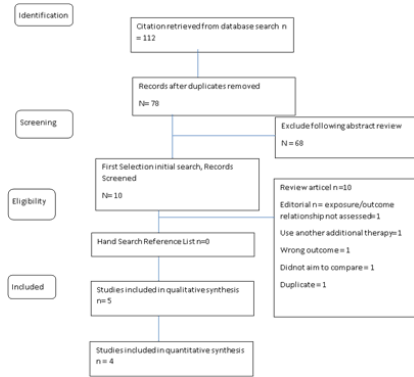 Identification
Citation retrieved from database search n
= 112
Records after duplicates removed
N= 78
Screening
Exclude following abstract review
N = 68
First Selection initial search, Records
Screened
N= 10
Eligibility
Review articel n=10
Editorial n= exposure/outcome
relationship not assessed=1
Use another additional therapy=1
Wrong outcome = 1
Didnot aim to compare = 1
Duplicate = 1
Hand Search Reference List n=0
Included
Studies included in qualitative synthesis
n= 5
Studies included in quantitative synthesis
n= 4